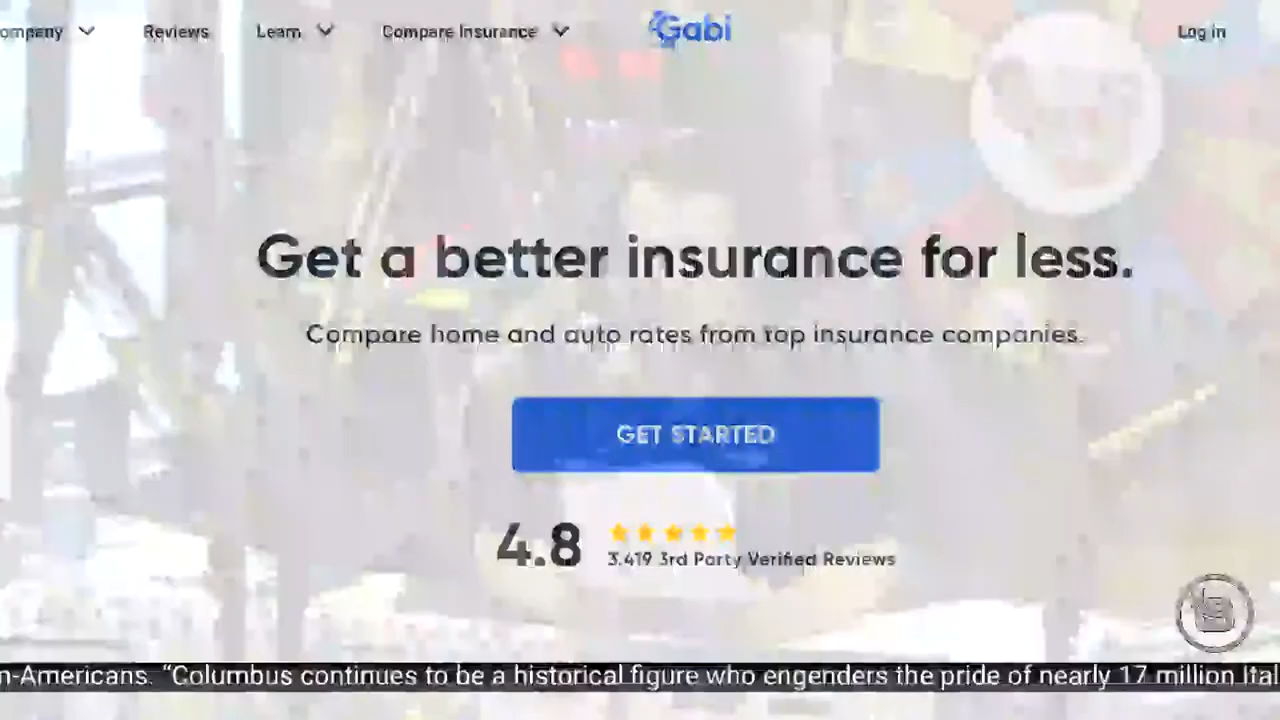 ompany Reviews Learn Compare Insurance Gabi Log in
Get a better insurance for less.
Compare home and auto rates from top insurance companies.
GET STARTED
4.8
3,419 3rd Party Verified Reviews
n-Americans. “Columbus continues to be a historical figure who engenders the pride of nearly 17 million Ital